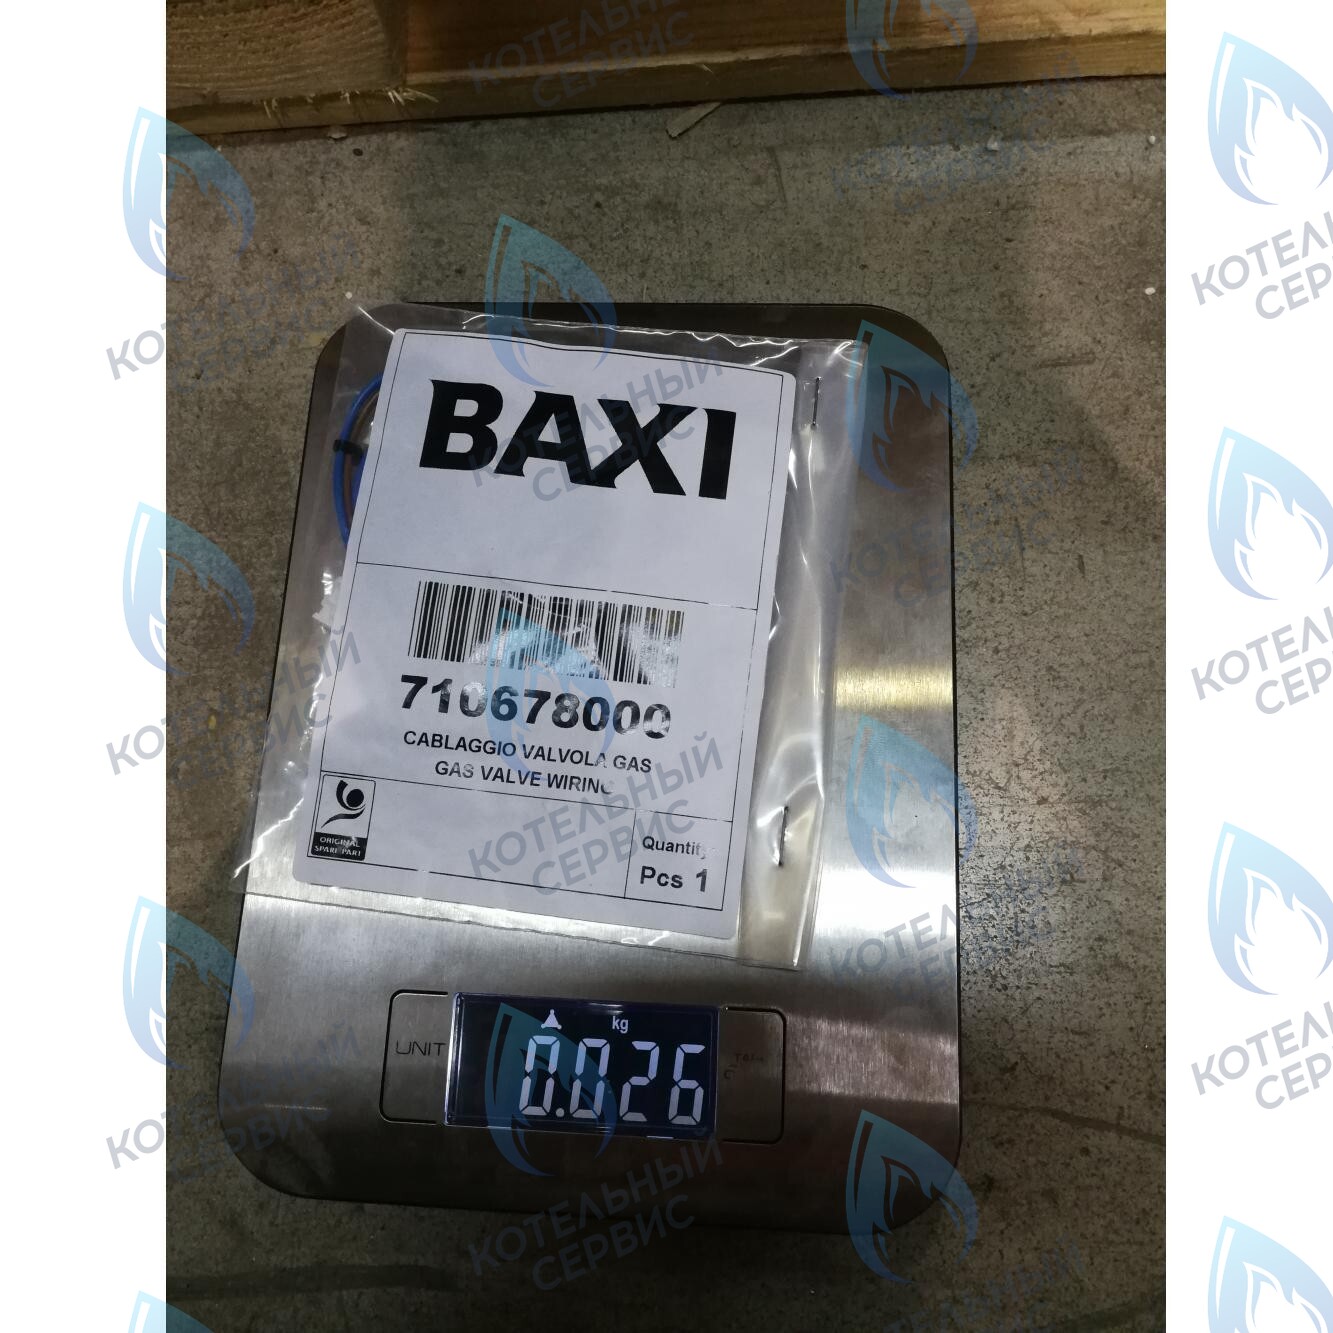 BAXI
710678000
CABLAGGIO VALVOLA GAS
GAS VALVE WIRING
ORIGINAL
SPARE PART
Quantity
Pcs 1
UNIT
kg
0.026
КОТЕЛЬНЫЙ
СЕРВИС